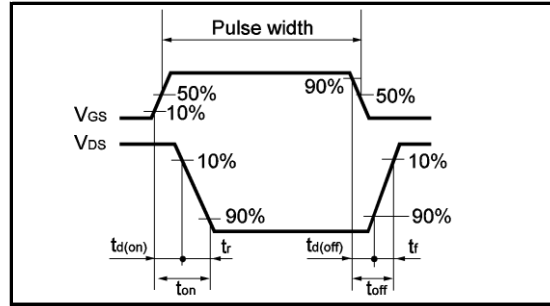 Pulse width
90%
50%
50%
10%
VGS
VDS
10%
10%
90%
90%
td(on)
tr
td(off)
tf
ton
toff